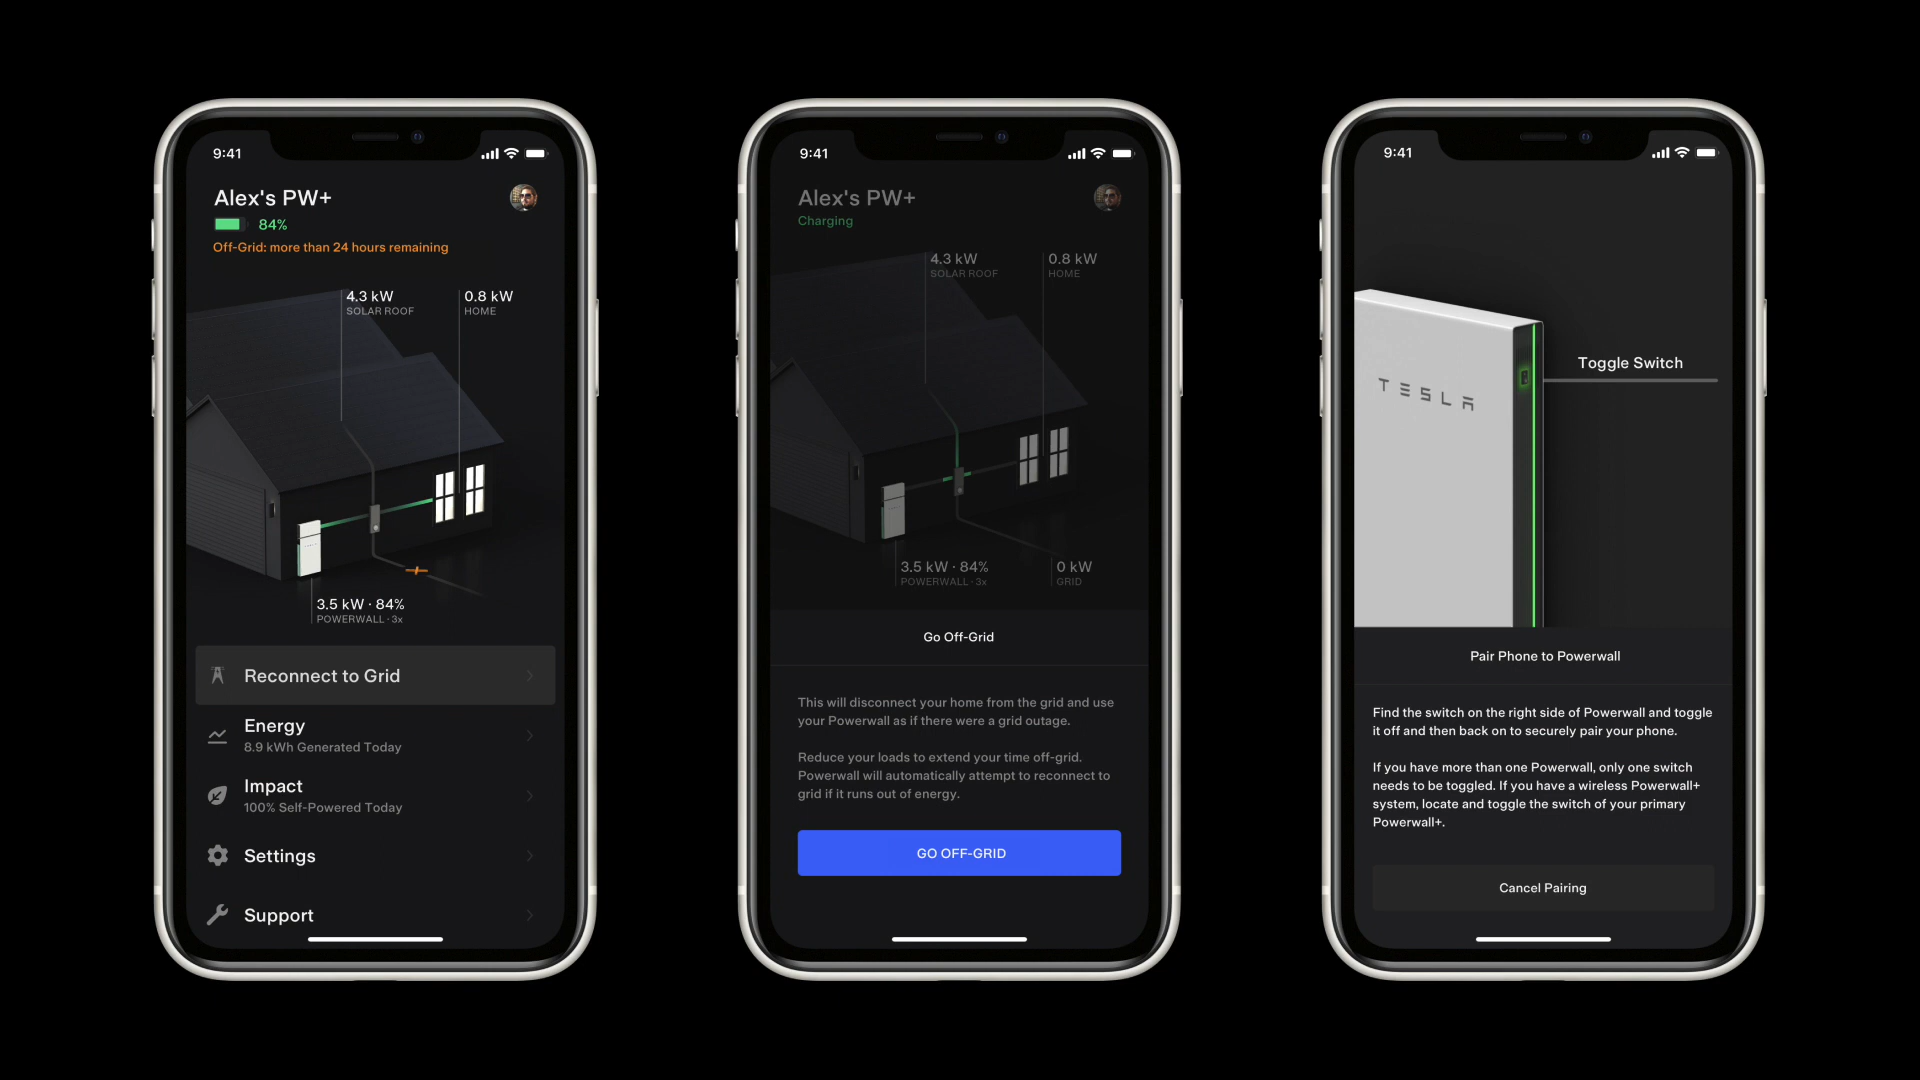 9:41
Alex's PW+
84%
Off-Grid: more than 24 hours remaining
4.3 kW
SOLAR ROOF
0.8 kW
HOME
3.5 kW · 84%
POWERWALL · 3x
Reconnect to Grid
Energy
8.9 kWh Generated Today
Impact
100% Self-Powered Today
Settings
Support
9:41
Alex's PW+
Charging
4.3 kW
SOLAR ROOF
0.8 kW
HOME
3.5 kW · 84%
POWERWALL · 3x
0 kW
GRID
Go Off-Grid
This will disconnect your home from the grid and use
your Powerwall as if there were a grid outage.
Reduce your loads to extend your time off-grid.
Powerwall will automatically attempt to reconnect to
grid if it runs out of energy.
GO OFF-GRID
9:41
Toggle Switch
TESLA
Pair Phone to Powerwall
Find the switch on the right side of Powerwall and toggle
it off and then back on to securely pair your phone.
If you have more than one Powerwall, only one switch
needs to be toggled. If you have a wireless Powerwall+
system, locate and toggle the switch of your primary
Powerwall+.
Cancel Pairing